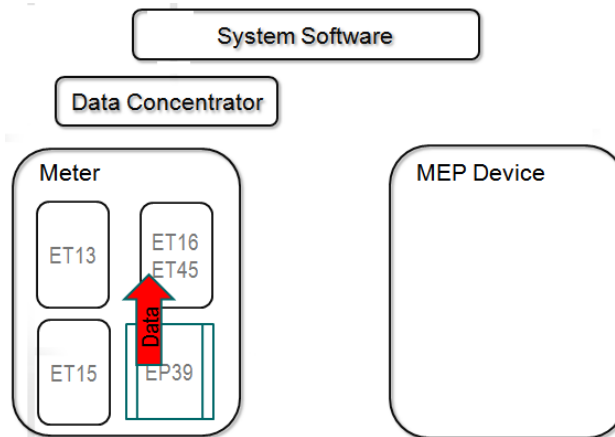 System Software
Data Concentrator
Meter
MEP Device
ET13
ET16
ET45
Data
ET15
EP39